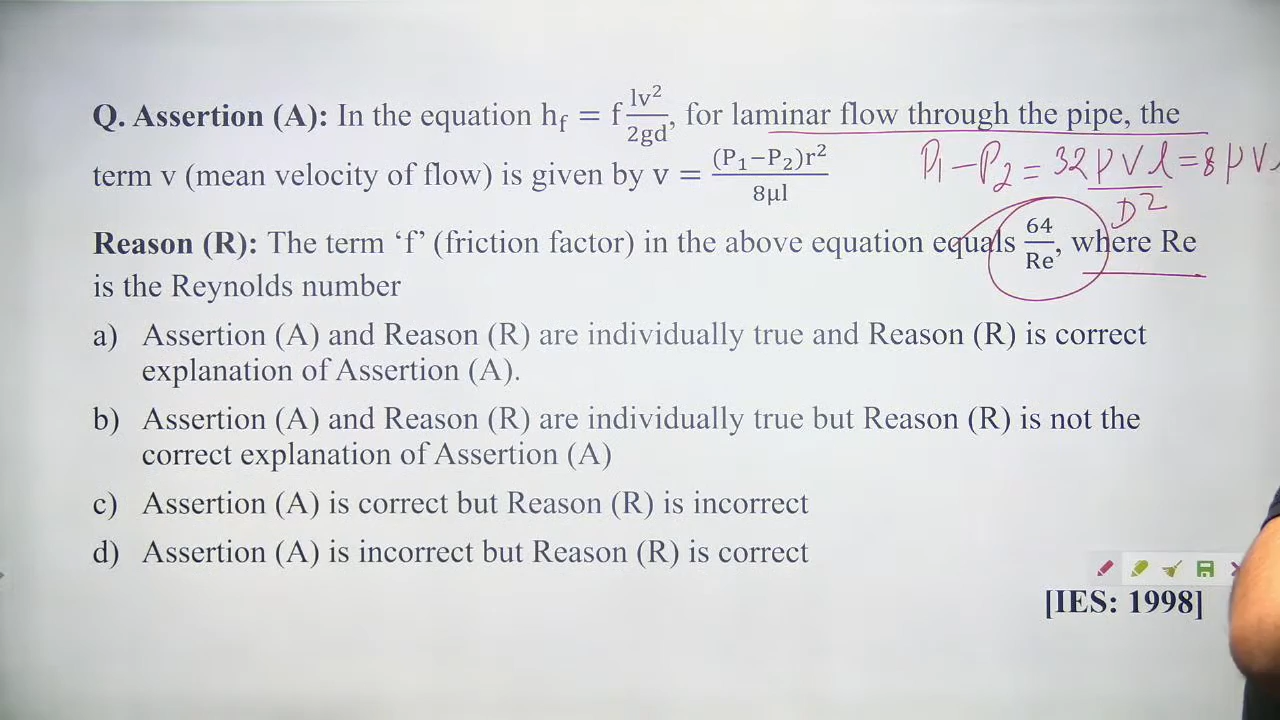 Q. Assertion (A): In the equation h_f = f lv²/2gd, for laminar flow through the pipe, the
term v (mean velocity of flow) is given by v = (P₁−P₂)r²/8μl
P₁ − P₂ = 32μVl/D² = 8μV
Reason (R): The term ‘f’ (friction factor) in the above equation equals 64/Re, where Re
is the Reynolds number
a) Assertion (A) and Reason (R) are individually true and Reason (R) is correct
explanation of Assertion (A).
b) Assertion (A) and Reason (R) are individually true but Reason (R) is not the
correct explanation of Assertion (A)
c) Assertion (A) is correct but Reason (R) is incorrect
d) Assertion (A) is incorrect but Reason (R) is correct
[IES: 1998]